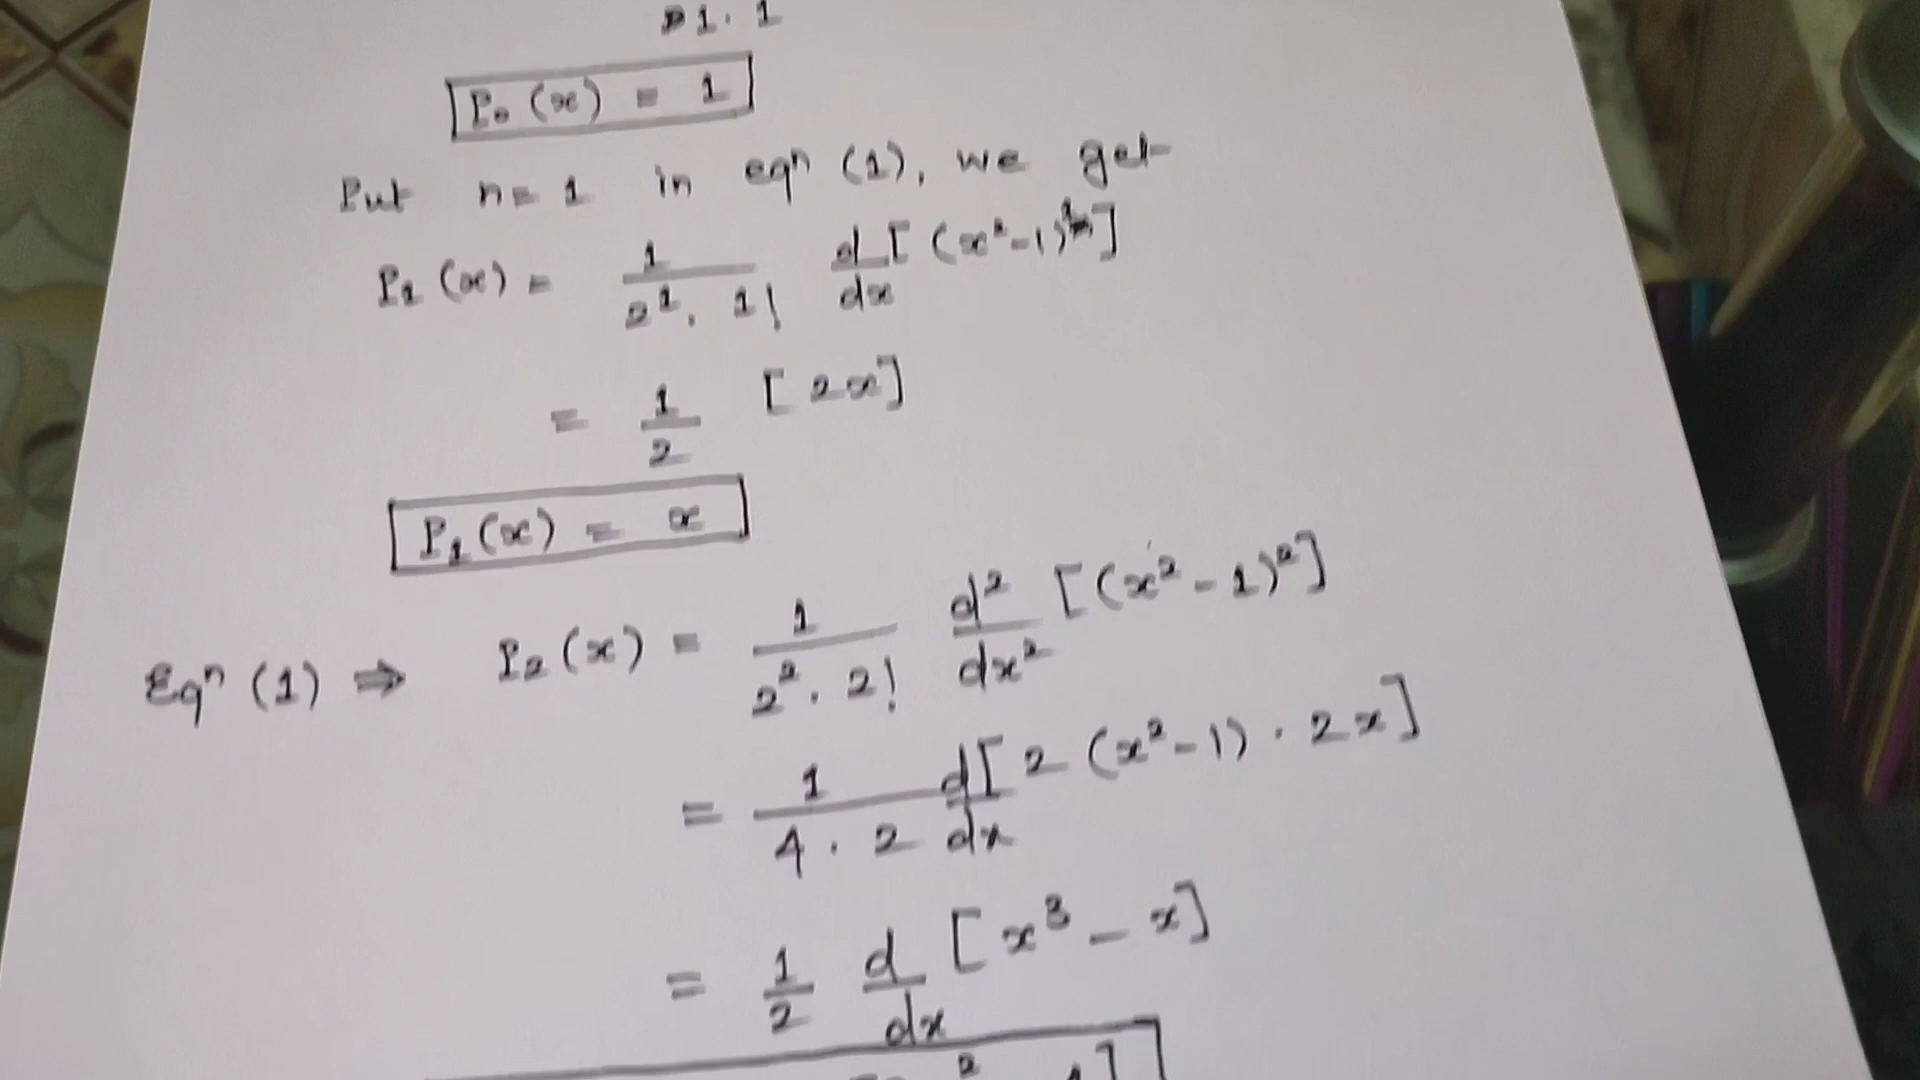 1 . 1
P₀ (x) = 1
Put n = 1 in eqⁿ (1), we get
P₁ (x) = 1/(2¹ . 1!) d/dx [(x² - 1)¹]
= 1/2 [2x]
P₁ (x) = x
Eqⁿ (1) ⇒ P₂ (x) = 1/(2² . 2!) d²/dx² [(x² - 1)²]
= 1/(4 . 2) d/dx [2 (x² - 1) . 2x]
= 1/2 d/dx [x³ - x]